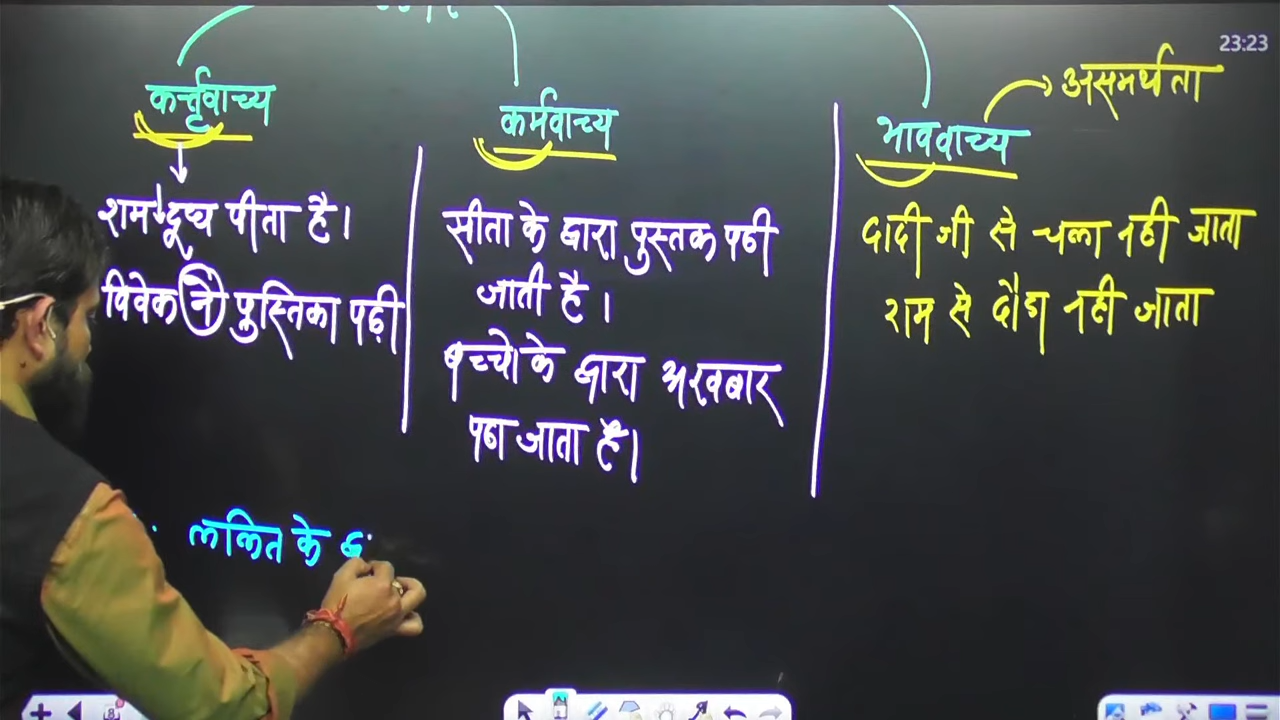 23:23
कर्त्तृवाच्य
राम दूध पीता है।
विवेक ने पुस्तिका पढ़ी
कर्मवाच्य
सीता के द्वारा पुस्तक पढी
जाती है।
बच्चो के द्वारा अखबार
पढा जाता है।
भाववाच्य
असमर्थता
दादी जी से चला नही जाता
राम से दौडा नही जाता
ललित के